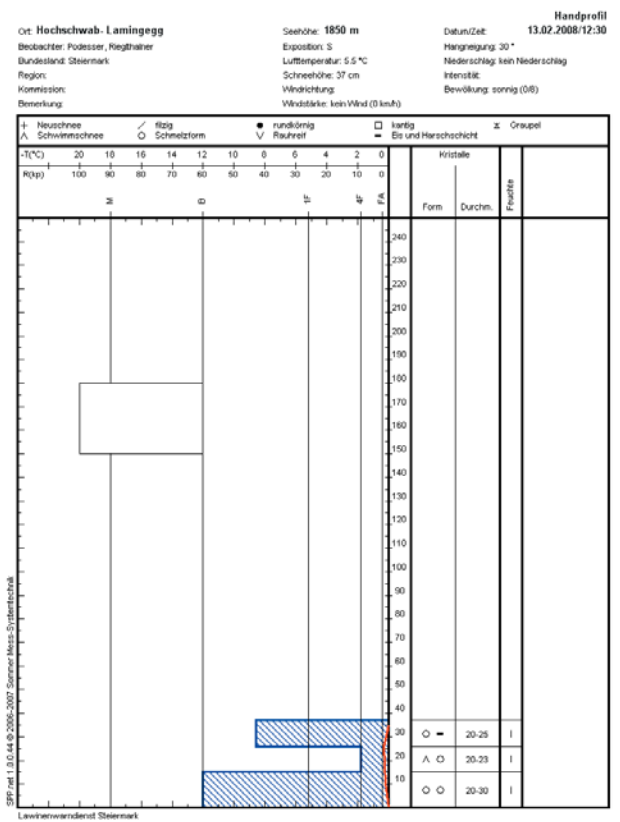 Handprofil
Ort: Hochschwab- Lamingegg Seehöhe: 1850 m Datum/Zeit: 13.02.2008/12:30
Beobachter: Podesser, Rieglthalner Exposition: S Hangneigung: 30 °
Bundesland: Steiermark Lufttemperatur: 5.5 °C Niederschlag: kein Niederschlag
Region: Schneehöhe: 37 cm Intensität:
Kommission: Windrichtung: Bewölkung: sonnig (0/8)
Bemerkung: Windstärke: kein Wind (0 km/h)
+ Neuschnee / filzig ● rundkörnig □ kantig Graupel
∧ Schwimmschnee ○ Schmelzform ∨ Rauhreif ▬ Eis und Harschschicht
-T(°C) 20 18 16 14 12 10 8 6 4 2 0 Kristalle
R(kp) 100 90 80 70 60 50 40 30 20 10 0
M B 1F 4F FA Form Durchm. Feuchte
240
230
220
210
200
190
180
170
160
150
140
130
120
110
100
90
80
70
60
50
40
30 ○ ▬ 20-25 I
20 ∧ ○ 20-23 I
10 ○ ○ 20-30 I
SPP.net 1.0.0.44 © 2006-2007 Sommer Mess-Systemtechnik
Lawinenwarndienst Steiermark